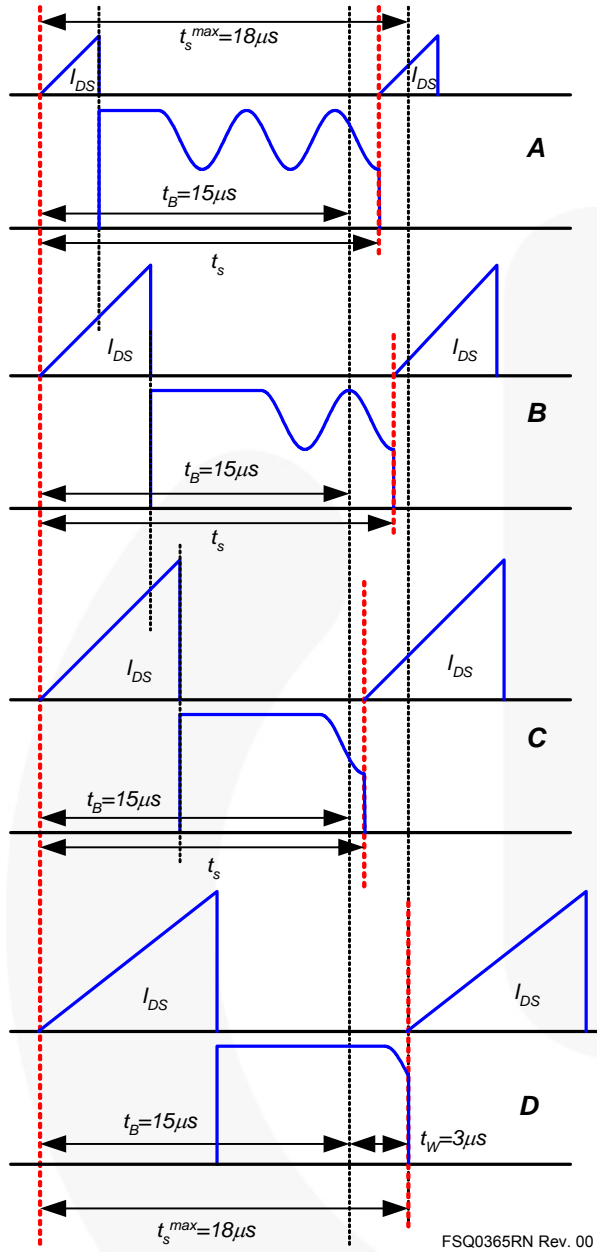 t_s^max=18μs
I_DS
I_DS
A
t_B=15μs
t_s
I_DS
I_DS
B
t_B=15μs
t_s
I_DS
I_DS
C
t_B=15μs
t_s
I_DS
I_DS
D
t_B=15μs
t_W=3μs
t_s^max=18μs
FSQ0365RN Rev. 00